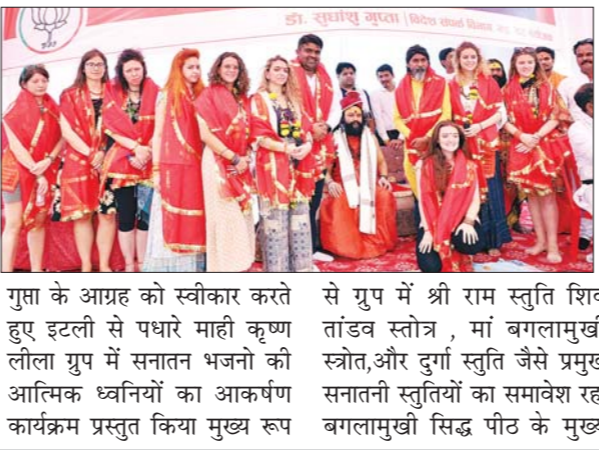 डॉ. सुधांशु गुप्ता | विदेश संपर्क विभाग
गुप्ता के आग्रह को स्वीकार करते
हुए इटली से पधारे माही कृष्ण
लीला ग्रुप में सनातन भजनो की
आत्मिक ध्वनियों का आकर्षण
कार्यक्रम प्रस्तुत किया मुख्य रूप
से ग्रुप में श्री राम स्तुति शिव
तांडव स्तोत्र , मां बगलामुखी
स्त्रोत,और दुर्गा स्तुति जैसे प्रमुख
सनातनी स्तुतियों का समावेश रहा
बगलामुखी सिद्ध पीठ के मुख्य